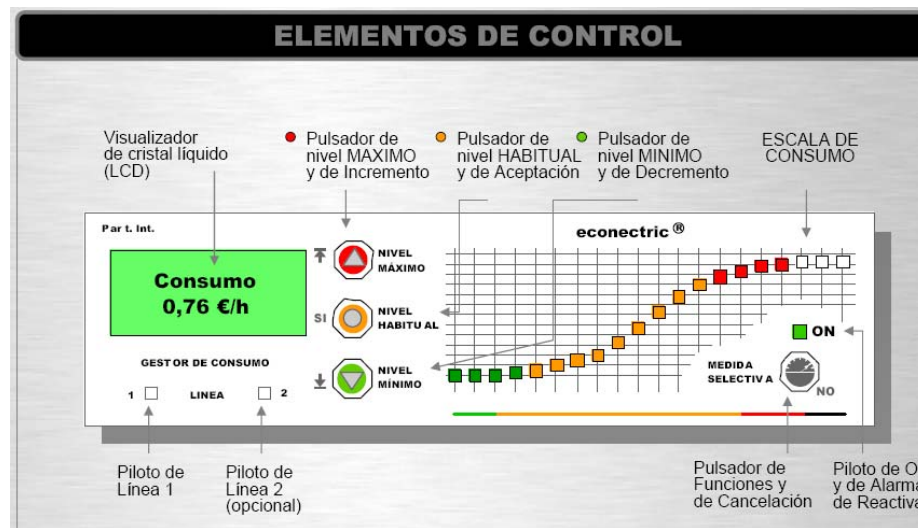 ELEMENTOS DE CONTROL
Visualizador
de cristal líquido
(LCD)
Pulsador de
nivel MAXIMO
y de Incremento
Pulsador de
nivel HABITUAL
y de Aceptación
Pulsador de
nivel MINIMO
y de Decremento
ESCALA DE
CONSUMO
Par t. Int.
econectric ®
Consumo
0,76 €/h
NIVEL
MÁXIMO
SI
NIVEL
HABITUAL
NIVEL
MÍNIMO
GESTOR DE CONSUMO
1 LINEA 2
ON
MEDIDA
SELECTIVA
NO
Piloto de
Línea 1
Piloto de
Línea 2
(opcional)
Pulsador de
Funciones y
de Cancelación
Piloto de O
y de Alarma
de Reactiva